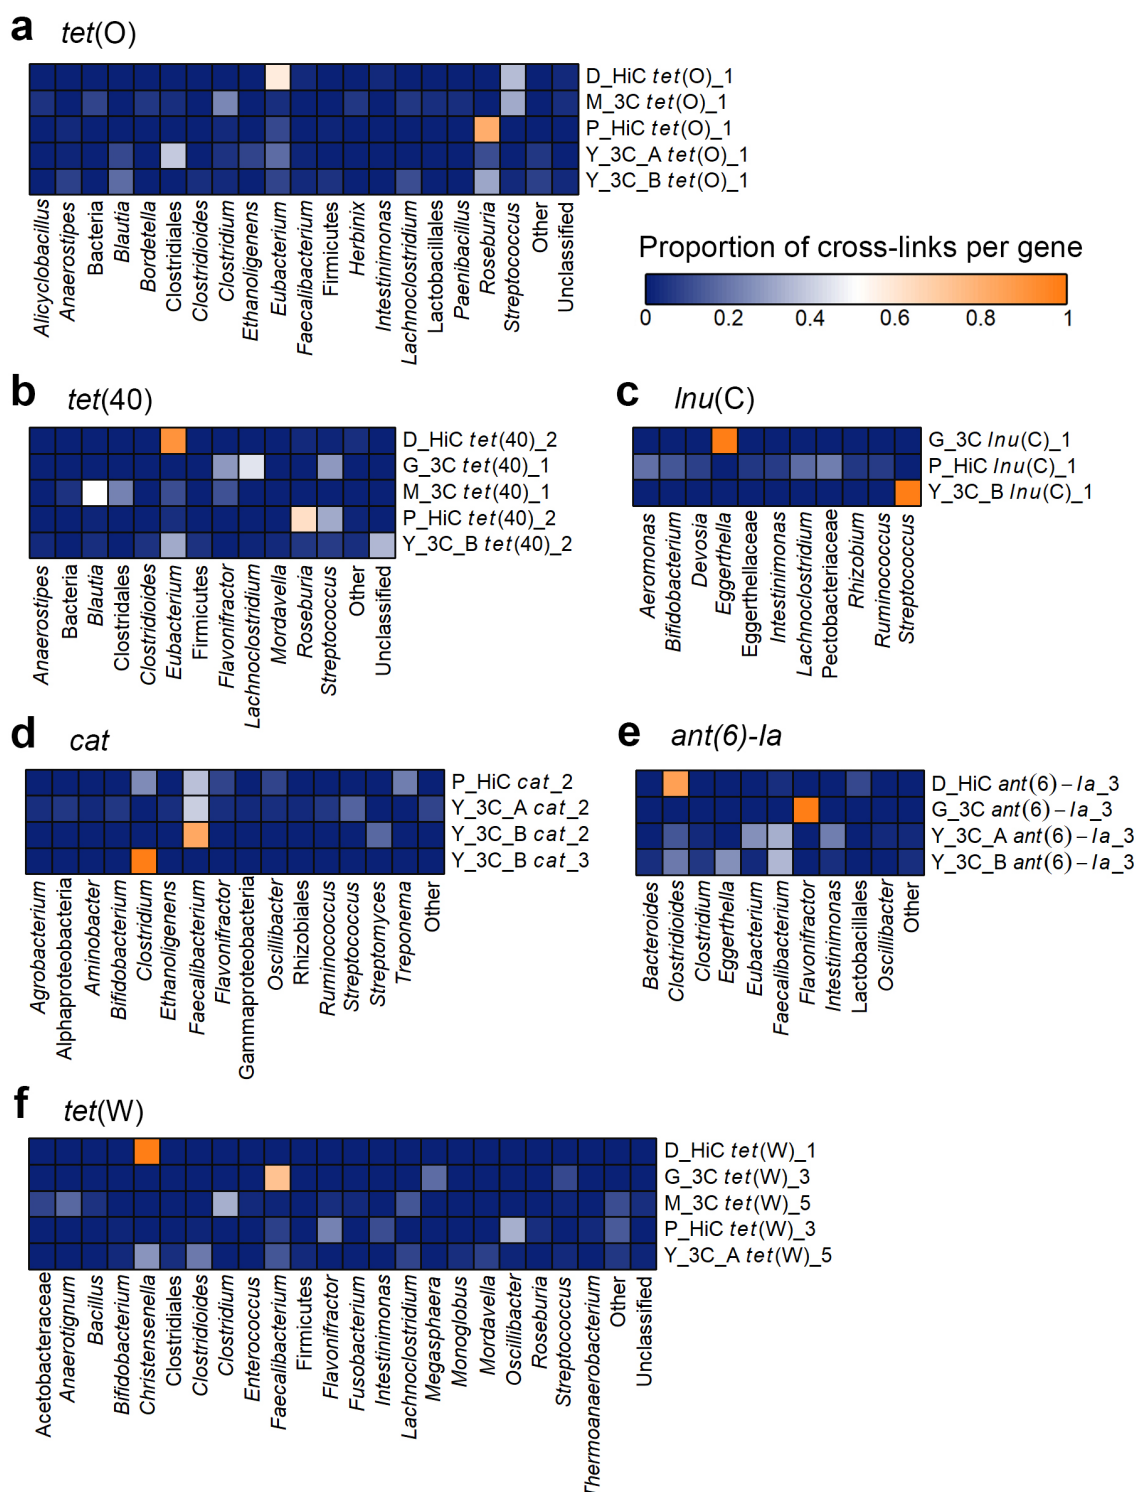 a tet(O)
D_HiC tet(O)_1
M_3C tet(O)_1
P_HiC tet(O)_1
Y_3C_A tet(O)_1
Y_3C_B tet(O)_1
Alicyclobacillus
Anaerostipes
Bacteria
Blautia
Bordetella
Clostridiales
Clostridioides
Clostridium
Ethanoligenens
Eubacterium
Faecalibacterium
Firmicutes
Herbinix
Intestinimonas
Lachnoclostridium
Lactobacillales
Paenibacillus
Roseburia
Streptococcus
Other
Unclassified
Proportion of cross-links per gene
0 0.2 0.4 0.6 0.8 1
b tet(40)
D_HiC tet(40)_2
G_3C tet(40)_1
M_3C tet(40)_1
P_HiC tet(40)_2
Y_3C_B tet(40)_2
Anaerostipes
Bacteria
Blautia
Clostridales
Clostridioides
Eubacterium
Firmicutes
Flavonifractor
Lachnoclostridium
Mordavella
Roseburia
Streptococcus
Other
Unclassified
c lnu(C)
G_3C lnu(C)_1
P_HiC lnu(C)_1
Y_3C_B lnu(C)_1
Aeromonas
Bifidobacterium
Devosia
Eggerthella
Eggerthellaceae
Intestinimonas
Lachnoclostridium
Pectobacteriaceae
Rhizobium
Ruminococcus
Streptococcus
d cat
P_HiC cat_2
Y_3C_A cat_2
Y_3C_B cat_2
Y_3C_B cat_3
Agrobacterium
Alphaproteobacteria
Aminobacter
Bifidobacterium
Clostridium
Ethanoligenens
Faecalibacterium
Flavonifractor
Gammaproteobacteria
Oscillibacter
Rhizobiales
Ruminococcus
Streptococcus
Streptomyces
Treponema
Other
e ant(6)-Ia
D_HiC ant(6)–Ia_3
G_3C ant(6)–Ia_3
Y_3C_A ant(6)–Ia_3
Y_3C_B ant(6)–Ia_3
Bacteroides
Clostridioides
Clostridium
Eggerthella
Eubacterium
Faecalibacterium
Flavonifractor
Intestinimonas
Lactobacillales
Oscillibacter
Other
f tet(W)
D_HiC tet(W)_1
G_3C tet(W)_3
M_3C tet(W)_5
P_HiC tet(W)_3
Y_3C_A tet(W)_5
Acetobacteraceae
Anaerotignum
Bacillus
Bifidobacterium
Christensenella
Clostridiales
Clostridioides
Clostridium
Enterococcus
Faecalibacterium
Firmicutes
Flavonifractor
Fusobacterium
Intestinimonas
Lachnoclostridium
Megasphaera
Monoglobus
Mordavella
Oscillibacter
Roseburia
Streptococcus
Thermoanaerobacterium
Other
Unclassified